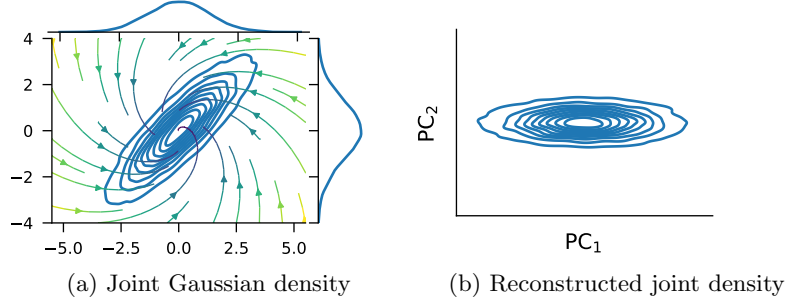 4
2
0
−2
−4
−5.0
−2.5
0.0
2.5
5.0
(a) Joint Gaussian density
PC2
PC1
(b) Reconstructed joint density